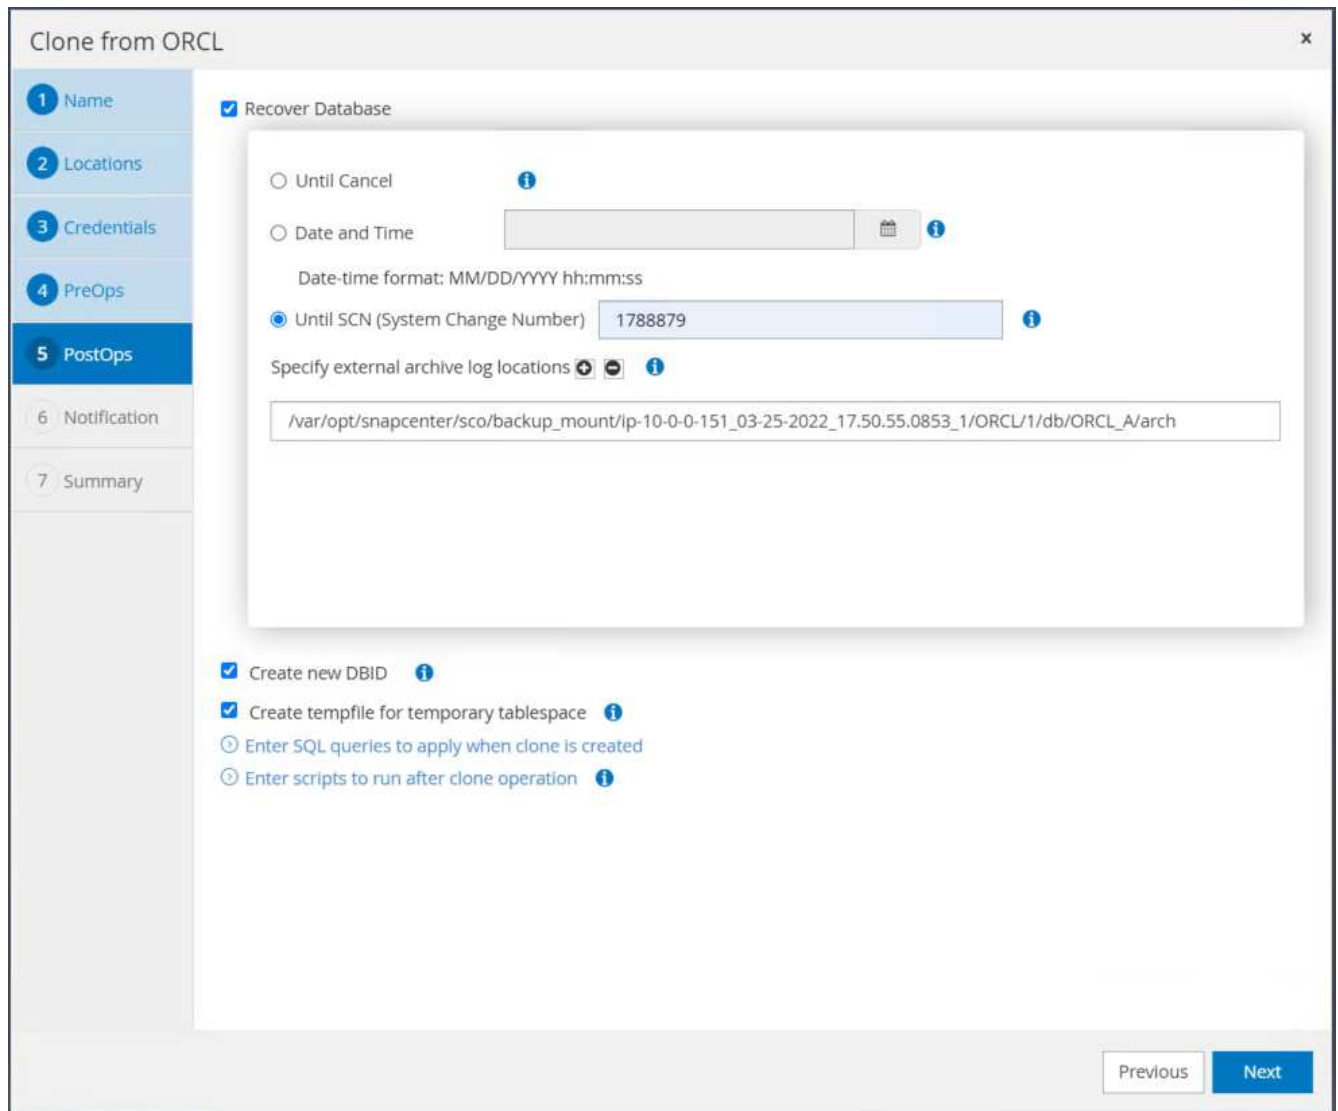 Clone from ORCL
x
1 Name
2 Locations
3 Credentials
4 PreOps
5 PostOps
6 Notification
7 Summary
Recover Database
Until Cancel
Date and Time
Date-time format: MM/DD/YYYY hh:mm:ss
Until SCN (System Change Number) 1788879
Specify external archive log locations
/var/opt/snapcenter/sco/backup_mount/ip-10-0-0-151_03-25-2022_17.50.55.0853_1/ORCL/1/db/ORCL_A/arch
Create new DBID
Create tempfile for temporary tablespace
Enter SQL queries to apply when clone is created
Enter scripts to run after clone operation
Previous Next